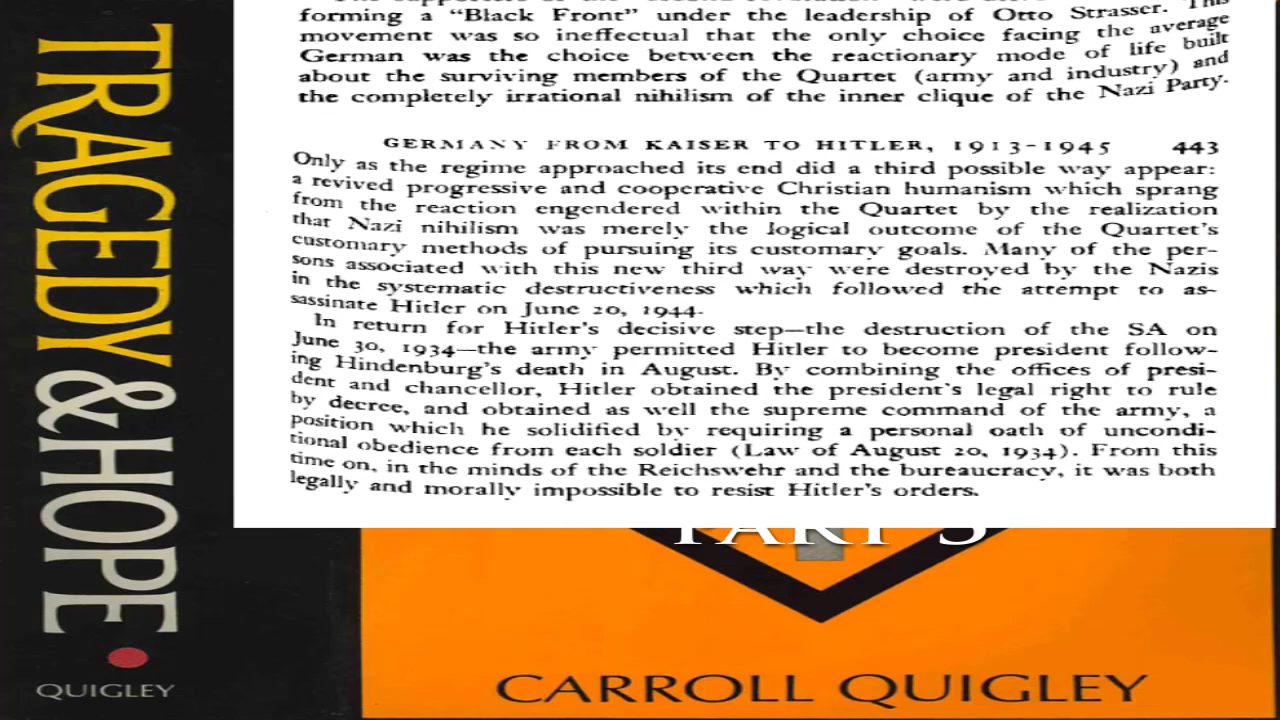 TRAGEDY & HOPE
QUIGLEY
forming a “Black Front” under the leadership of Otto Strasser. This
movement was so ineffectual that the only choice facing the average
German was the choice between the reactionary mode of life built
about the surviving members of the Quartet (army and industry) and
the completely irrational nihilism of the inner clique of the Nazi Party.
GERMANY FROM KAISER TO HITLER, 1913-1945 443
Only as the regime approached its end did a third possible way appear:
a revived progressive and cooperative Christian humanism which sprang
from the reaction engendered within the Quartet by the realization
that Nazi nihilism was merely the logical outcome of the Quartet's
customary methods of pursuing its customary goals. Many of the per-
sons associated with this new third way were destroyed by the Nazis
in the systematic destructiveness which followed the attempt to as-
sassinate Hitler on June 20, 1944.
In return for Hitler's decisive step—the destruction of the SA on
June 30, 1934—the army permitted Hitler to become president follow-
ing Hindenburg's death in August. By combining the offices of presi-
dent and chancellor, Hitler obtained the president's legal right to rule
by decree, and obtained as well the supreme command of the army, a
position which he solidified by requiring a personal oath of uncondi-
tional obedience from each soldier (Law of August 20, 1934). From this
time on, in the minds of the Reichswehr and the bureaucracy, it was both
legally and morally impossible to resist Hitler's orders.
PART 5
CARROLL QUIGLEY